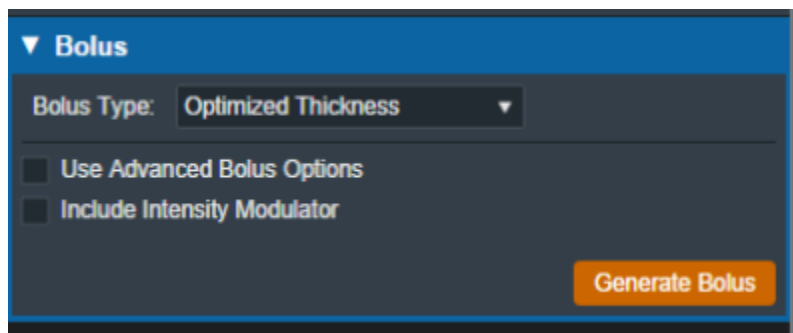 Bolus
Bolus Type: Optimized Thickness
Use Advanced Bolus Options
Include Intensity Modulator
Generate Bolus